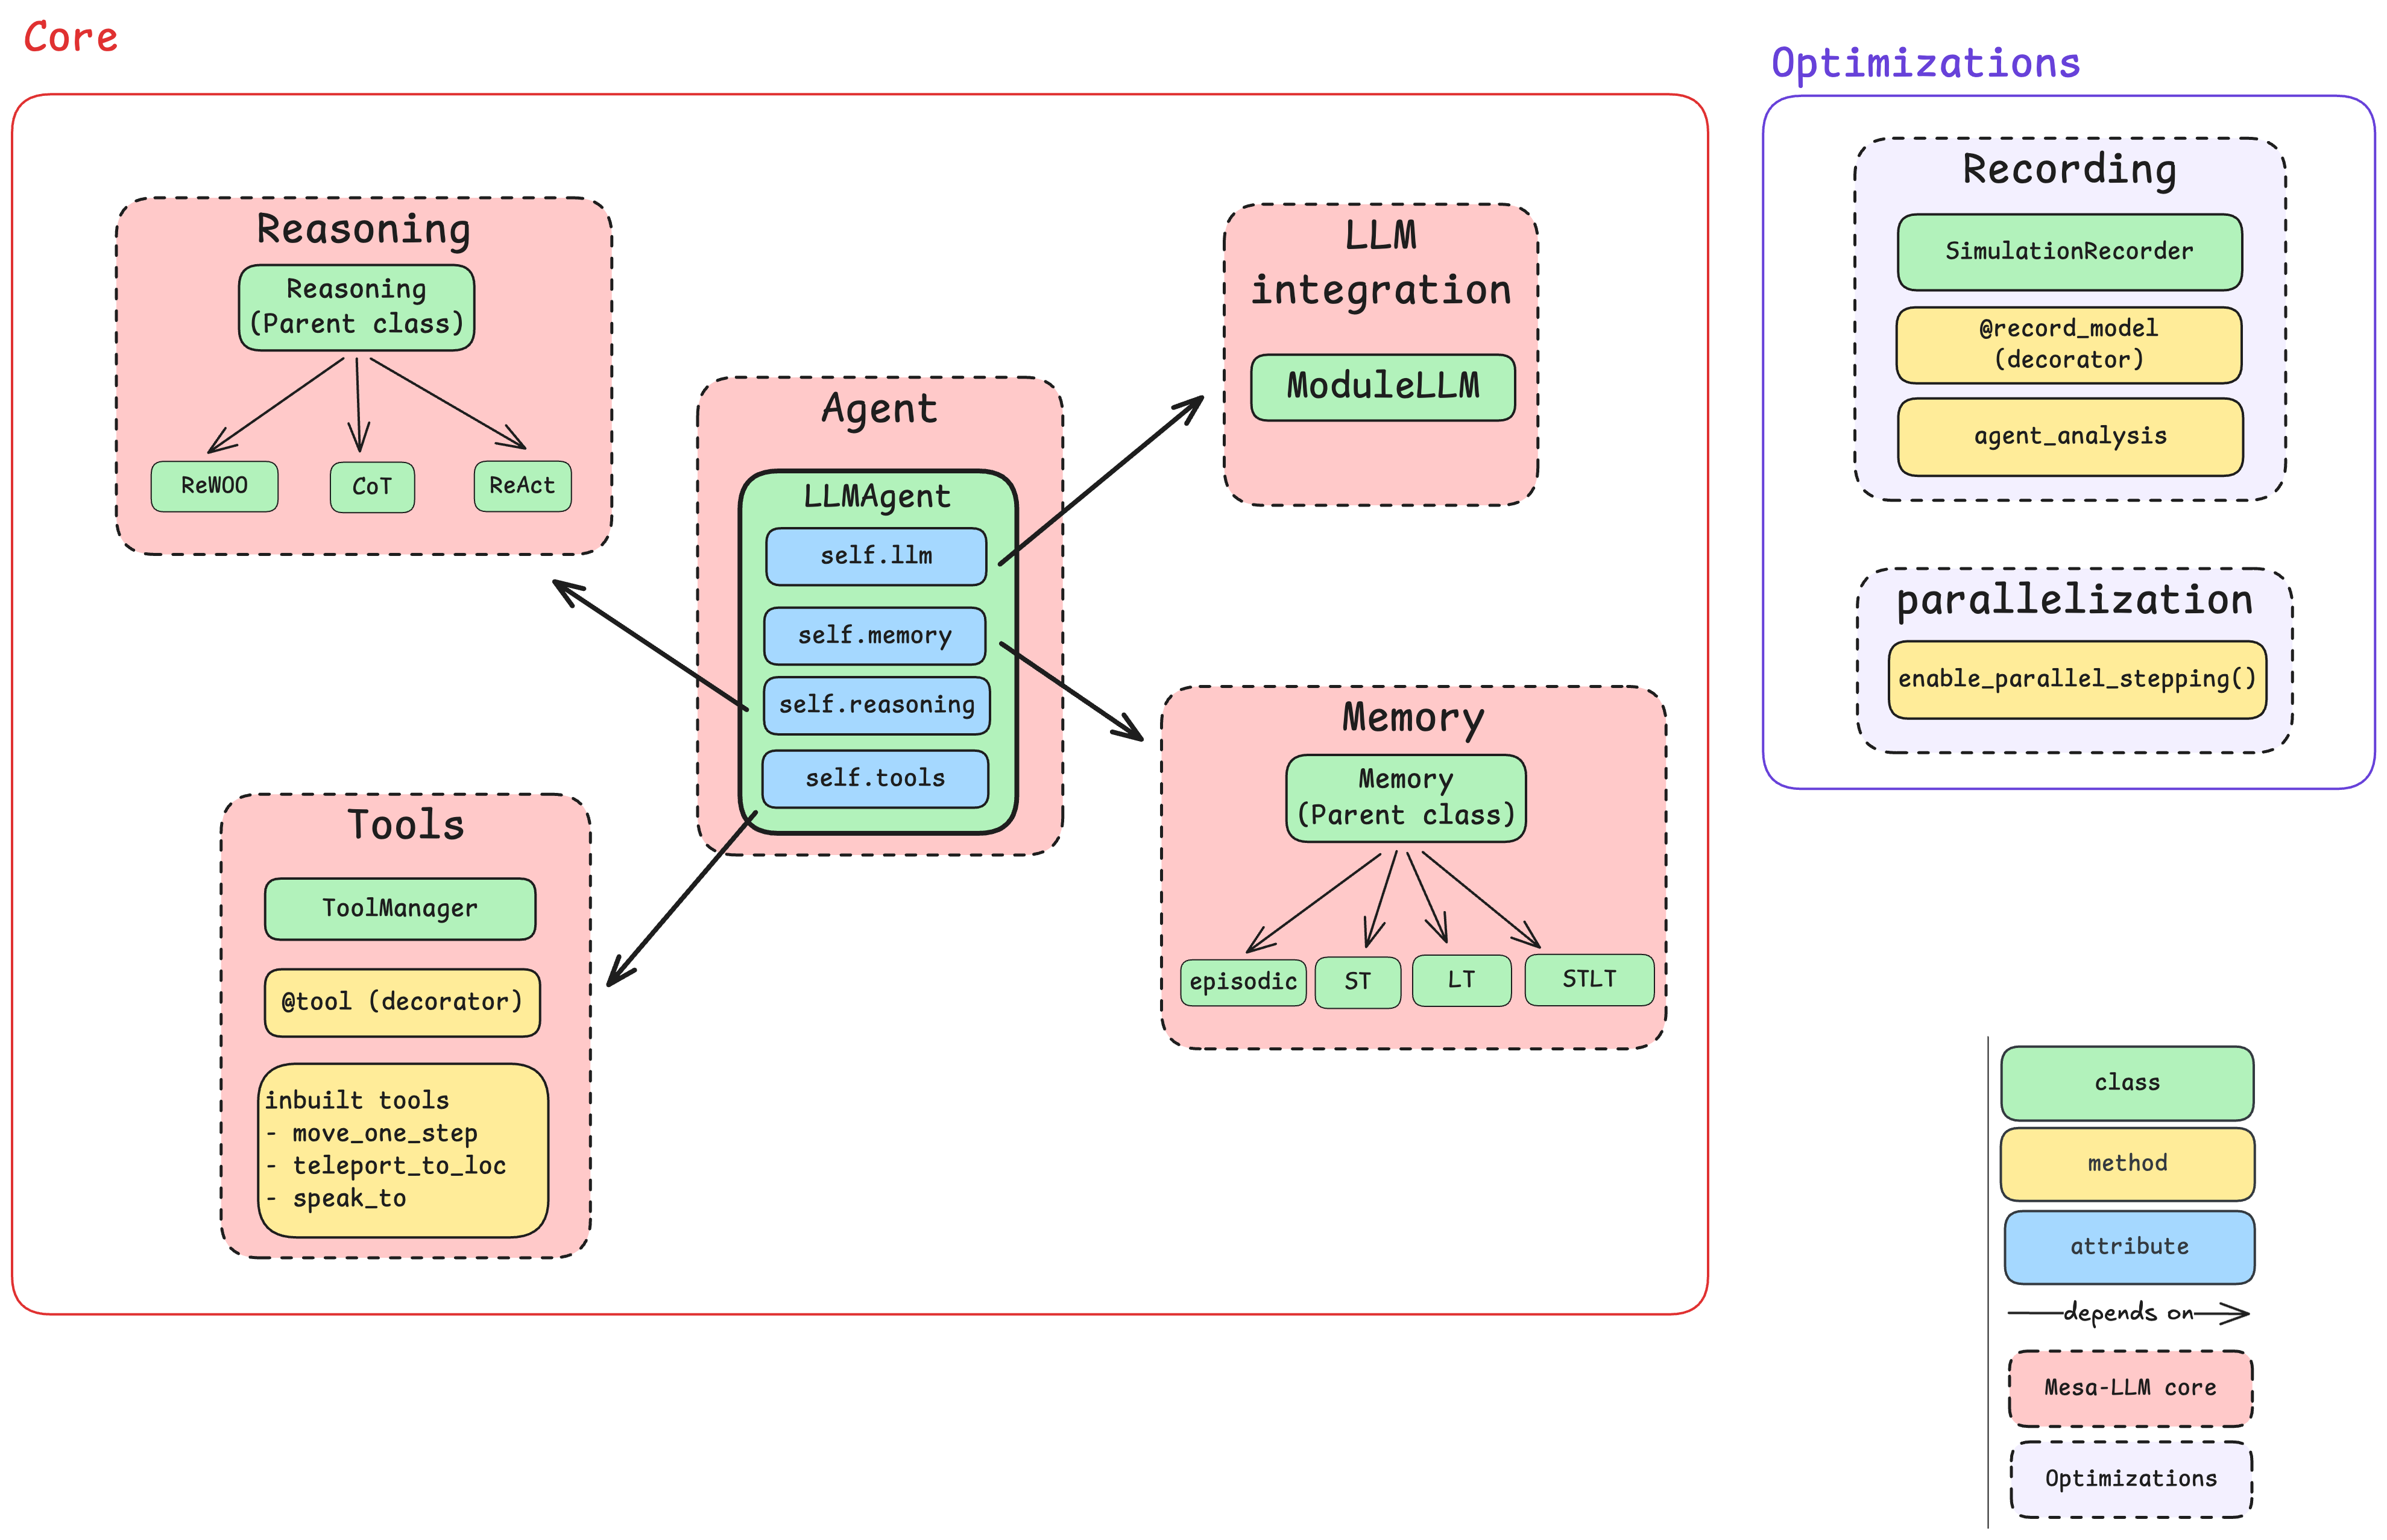 Core
Optimizations
Reasoning
Reasoning
(Parent class)
ReWOO
CoT
ReAct
Agent
LLMAgent
self.llm
self.memory
self.reasoning
self.tools
LLM
integration
ModuleLLM
Tools
ToolManager
@tool (decorator)
inbuilt tools
- move_one_step
- teleport_to_loc
- speak_to
Memory
Memory
(Parent class)
episodic
ST
LT
STLT
Recording
SimulationRecorder
@record_model
(decorator)
agent_analysis
parallelization
enable_parallel_stepping()
class
method
attribute
depends on
Mesa-LLM core
Optimizations